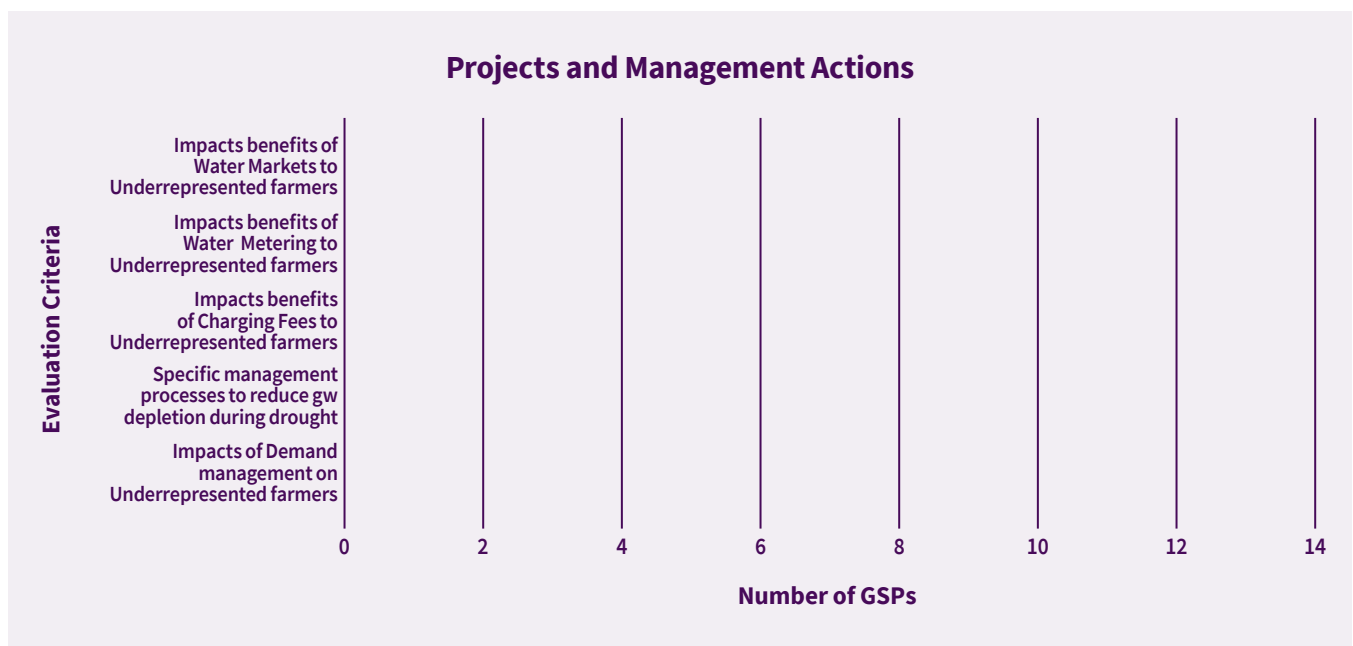 Projects and Management Actions
Evaluation Criteria
Impacts benefits of
Water Markets to
Underrepresented farmers
Impacts benefits of
Water Metering to
Underrepresented farmers
Impacts benefits
of Charging Fees to
Underrepresented farmers
Specific management
processes to reduce gw
depletion during drought
Impacts of Demand
management on
Underrepresented farmers
0 2 4 6 8 10 12 14
Number of GSPs